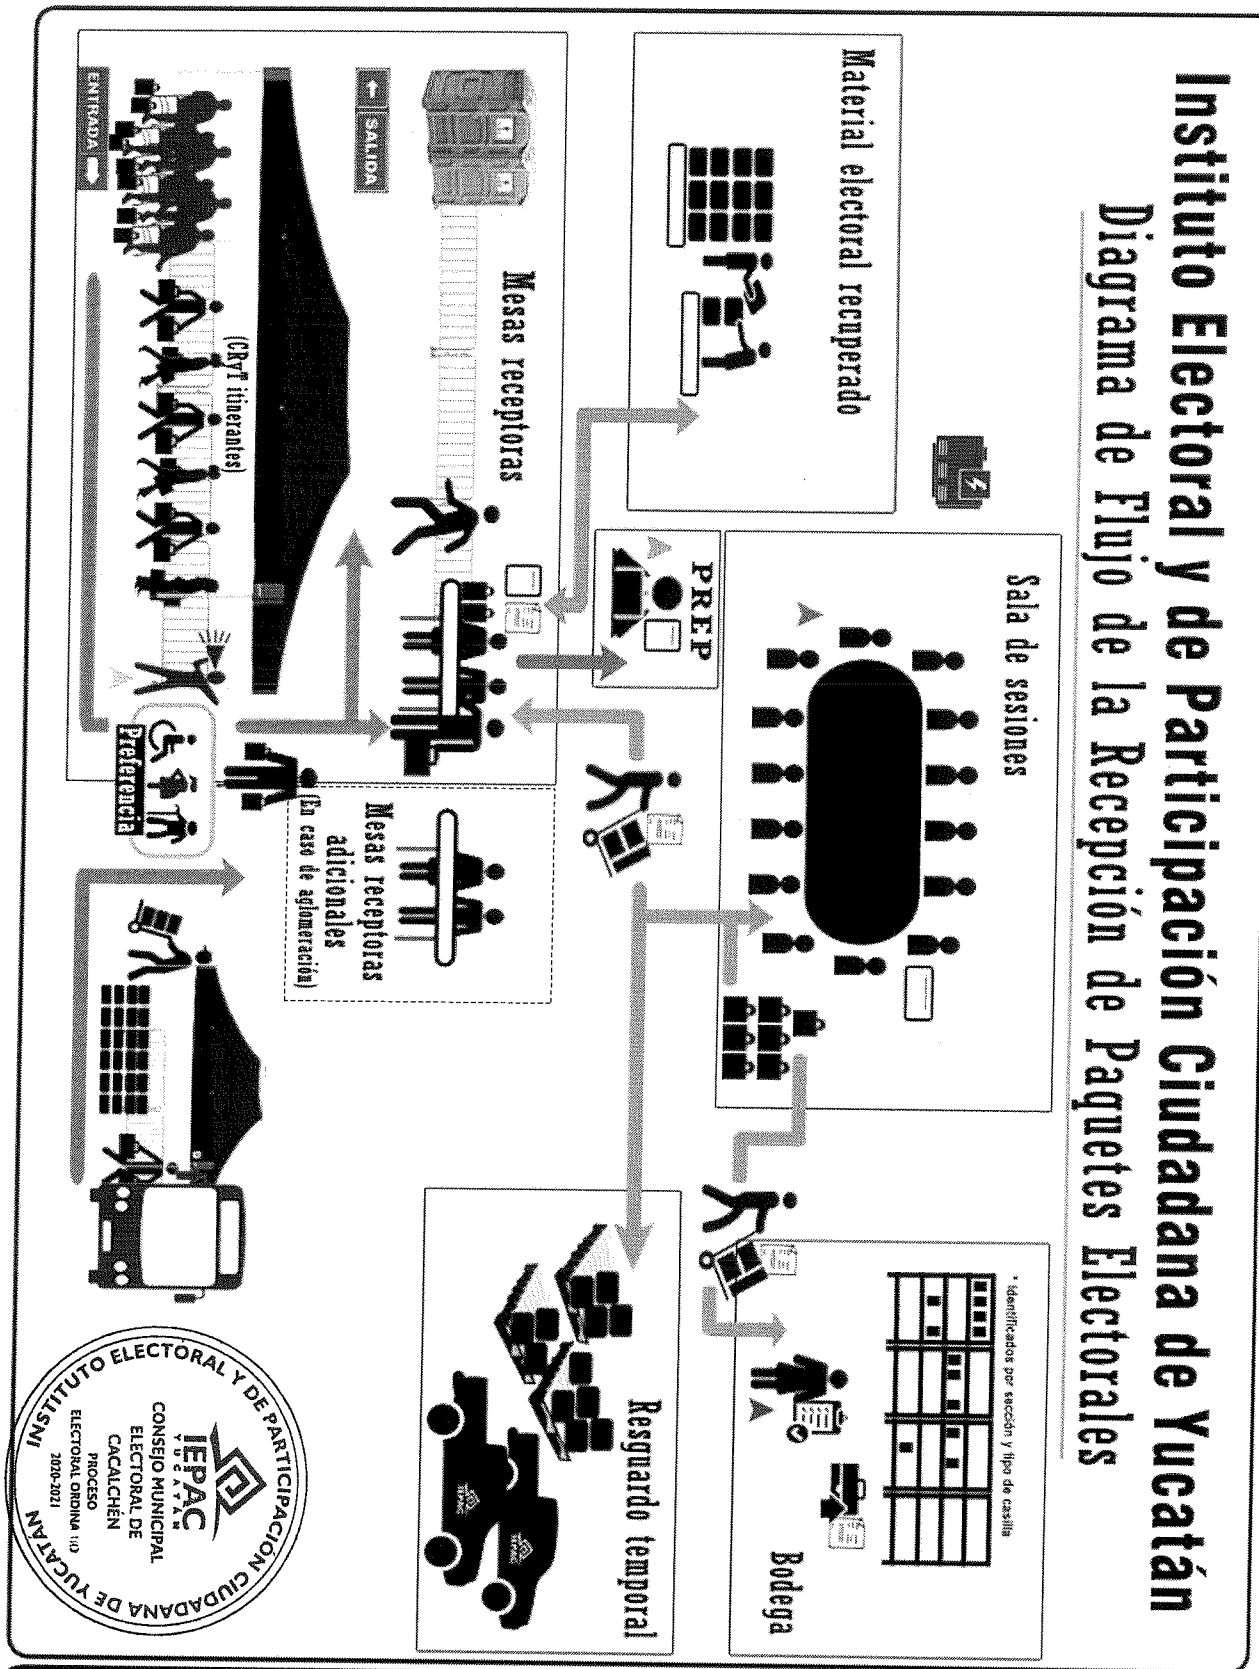 Instituto Electoral y de Participación Ciudadana de Yucatán
Diagrama de Flujo de la Recepción de Paquetes Electorales
Material electoral recuperado
Sala de sesiones
* Identificados por sección y tipo de casilla
Bodega
PREP
Mesas receptoras
SALIDA
ENTRADA
(CRyT itinerantes)
Preferencia
Mesas receptoras
adicionales
(En caso de aglomeración)
Resguardo temporal
INSTITUTO ELECTORAL Y DE PARTICIPACIÓN CIUDADANA DE YUCATÁN
IEPAC
YUCATÁN
CONSEJO MUNICIPAL
ELECTORAL DE
CACALCHÉN
PROCESO
ELECTORAL ORDINA IO
2020-2021